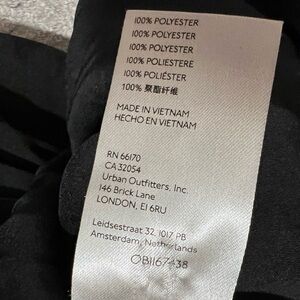 100% POLYESTER
100% POLYESTER
100% POLYESTER
100% POLIESTERE
100% POLIÉSTER
100% 聚酯纤维
MADE IN VIETNAM
HECHO EN VIETNAM
RN 66170
CA 32054
Urban Outfitters, Inc.
146 Brick Lane
LONDON, E1 6RU
Leidsestraat 32, 1017 PB
Amsterdam, Netherlands
OB1167438